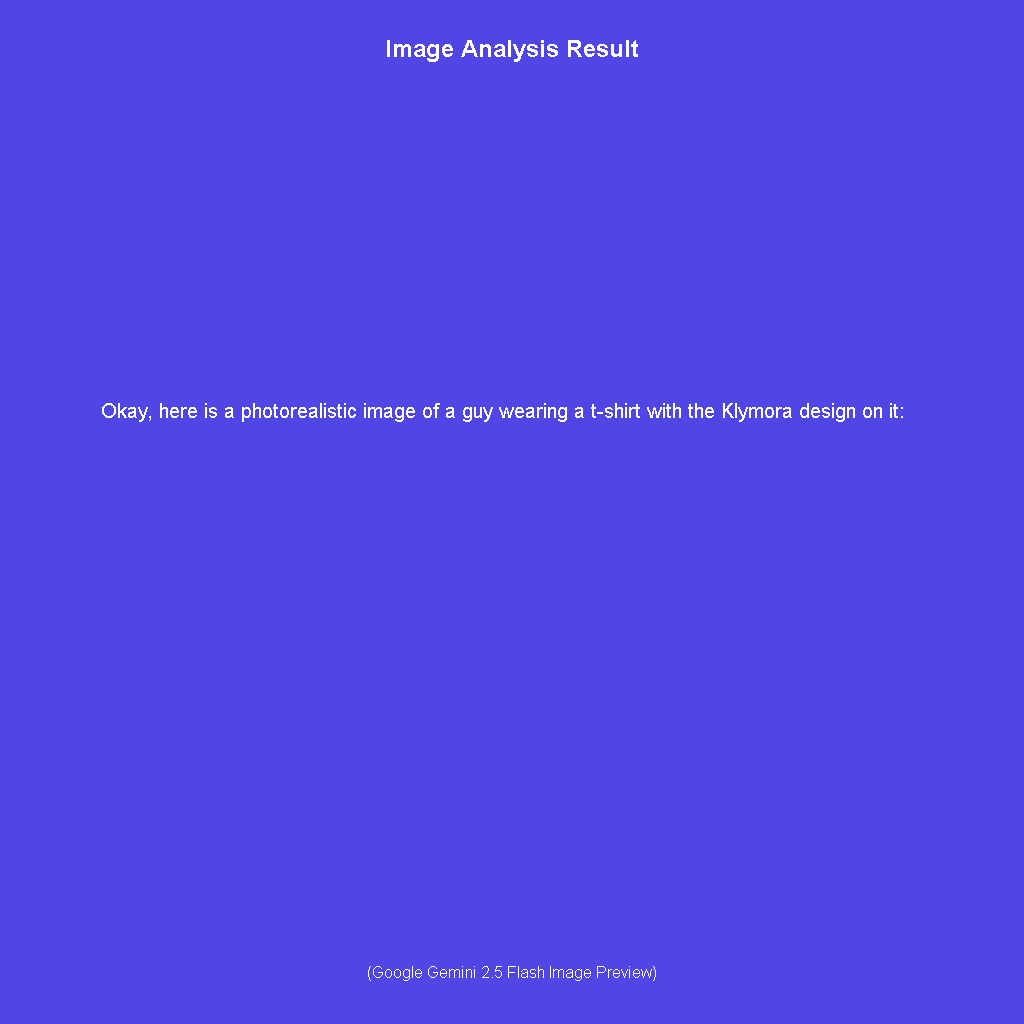 Image Analysis Result
Okay, here is a photorealistic image of a guy wearing a t-shirt with the Klymora design on it:
(Google Gemini 2.5 Flash Image Preview)